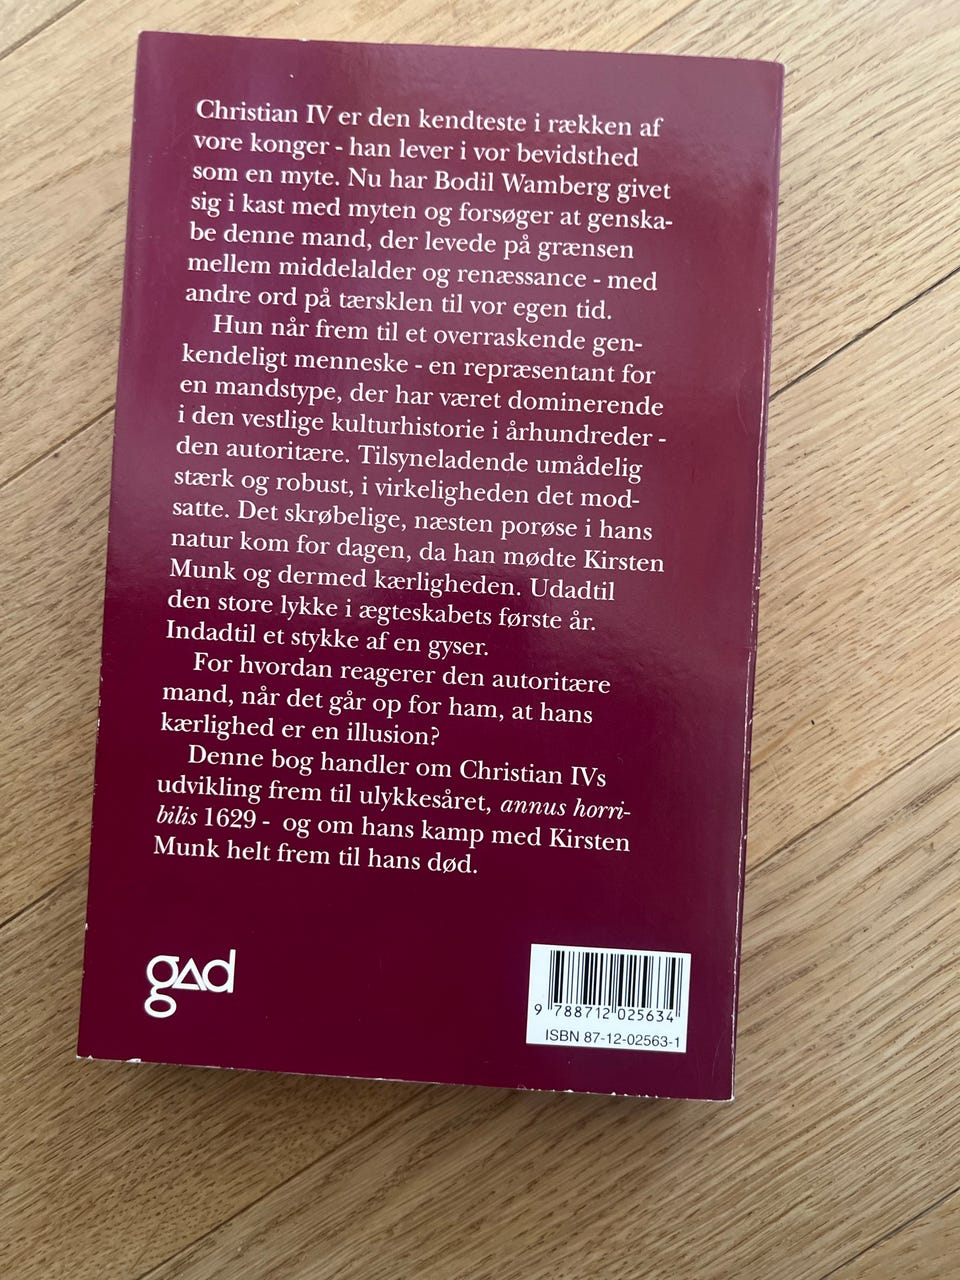 Christian IV er den kendteste i rækken af
vore konger - han lever i vor bevidsthed
som en myte. Nu har Bodil Wamberg givet
sig i kast med myten og forsøger at genska-
be denne mand, der levede på grænsen
mellem middelalder og renæssance - med
andre ord på tærsklen til vor egen tid.
Hun når frem til et overraskende gen-
kendeligt menneske - en repræsentant for
en mandstype, der har været dominerende
i den vestlige kulturhistorie i århundreder -
den autoritære. Tilsyneladende umådelig
stærk og robust, i virkeligheden det mod-
satte. Det skrøbelige, næsten porøse i hans
natur kom for dagen, da han mødte Kirsten
Munk og dermed kærligheden. Udadtil
den store lykke i ægteskabets første år.
Indadtil et stykke af en gyser.
For hvordan reagerer den autoritære
mand, når det går op for ham, at hans
kærlighed er en illusion?
Denne bog handler om Christian IVs
udvikling frem til ulykkesåret, annus horri-
bilis 1629 - og om hans kamp med Kirsten
Munk helt frem til hans død.
gad
9 788712 025634
ISBN 87-12-02563-1